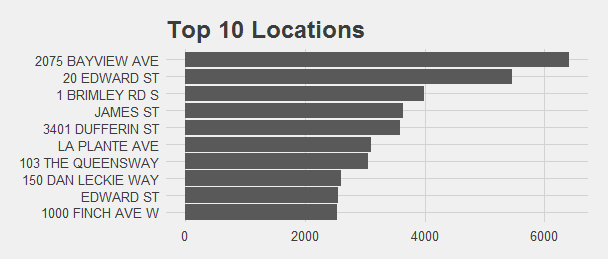 Top 10 Locations
2075 BAYVIEW AVE
20 EDWARD ST
1 BRIMLEY RD S
JAMES ST
3401 DUFFERIN ST
LA PLANTE AVE
103 THE QUEENSWAY
150 DAN LECKIE WAY
EDWARD ST
1000 FINCH AVE W
0 2000 4000 6000